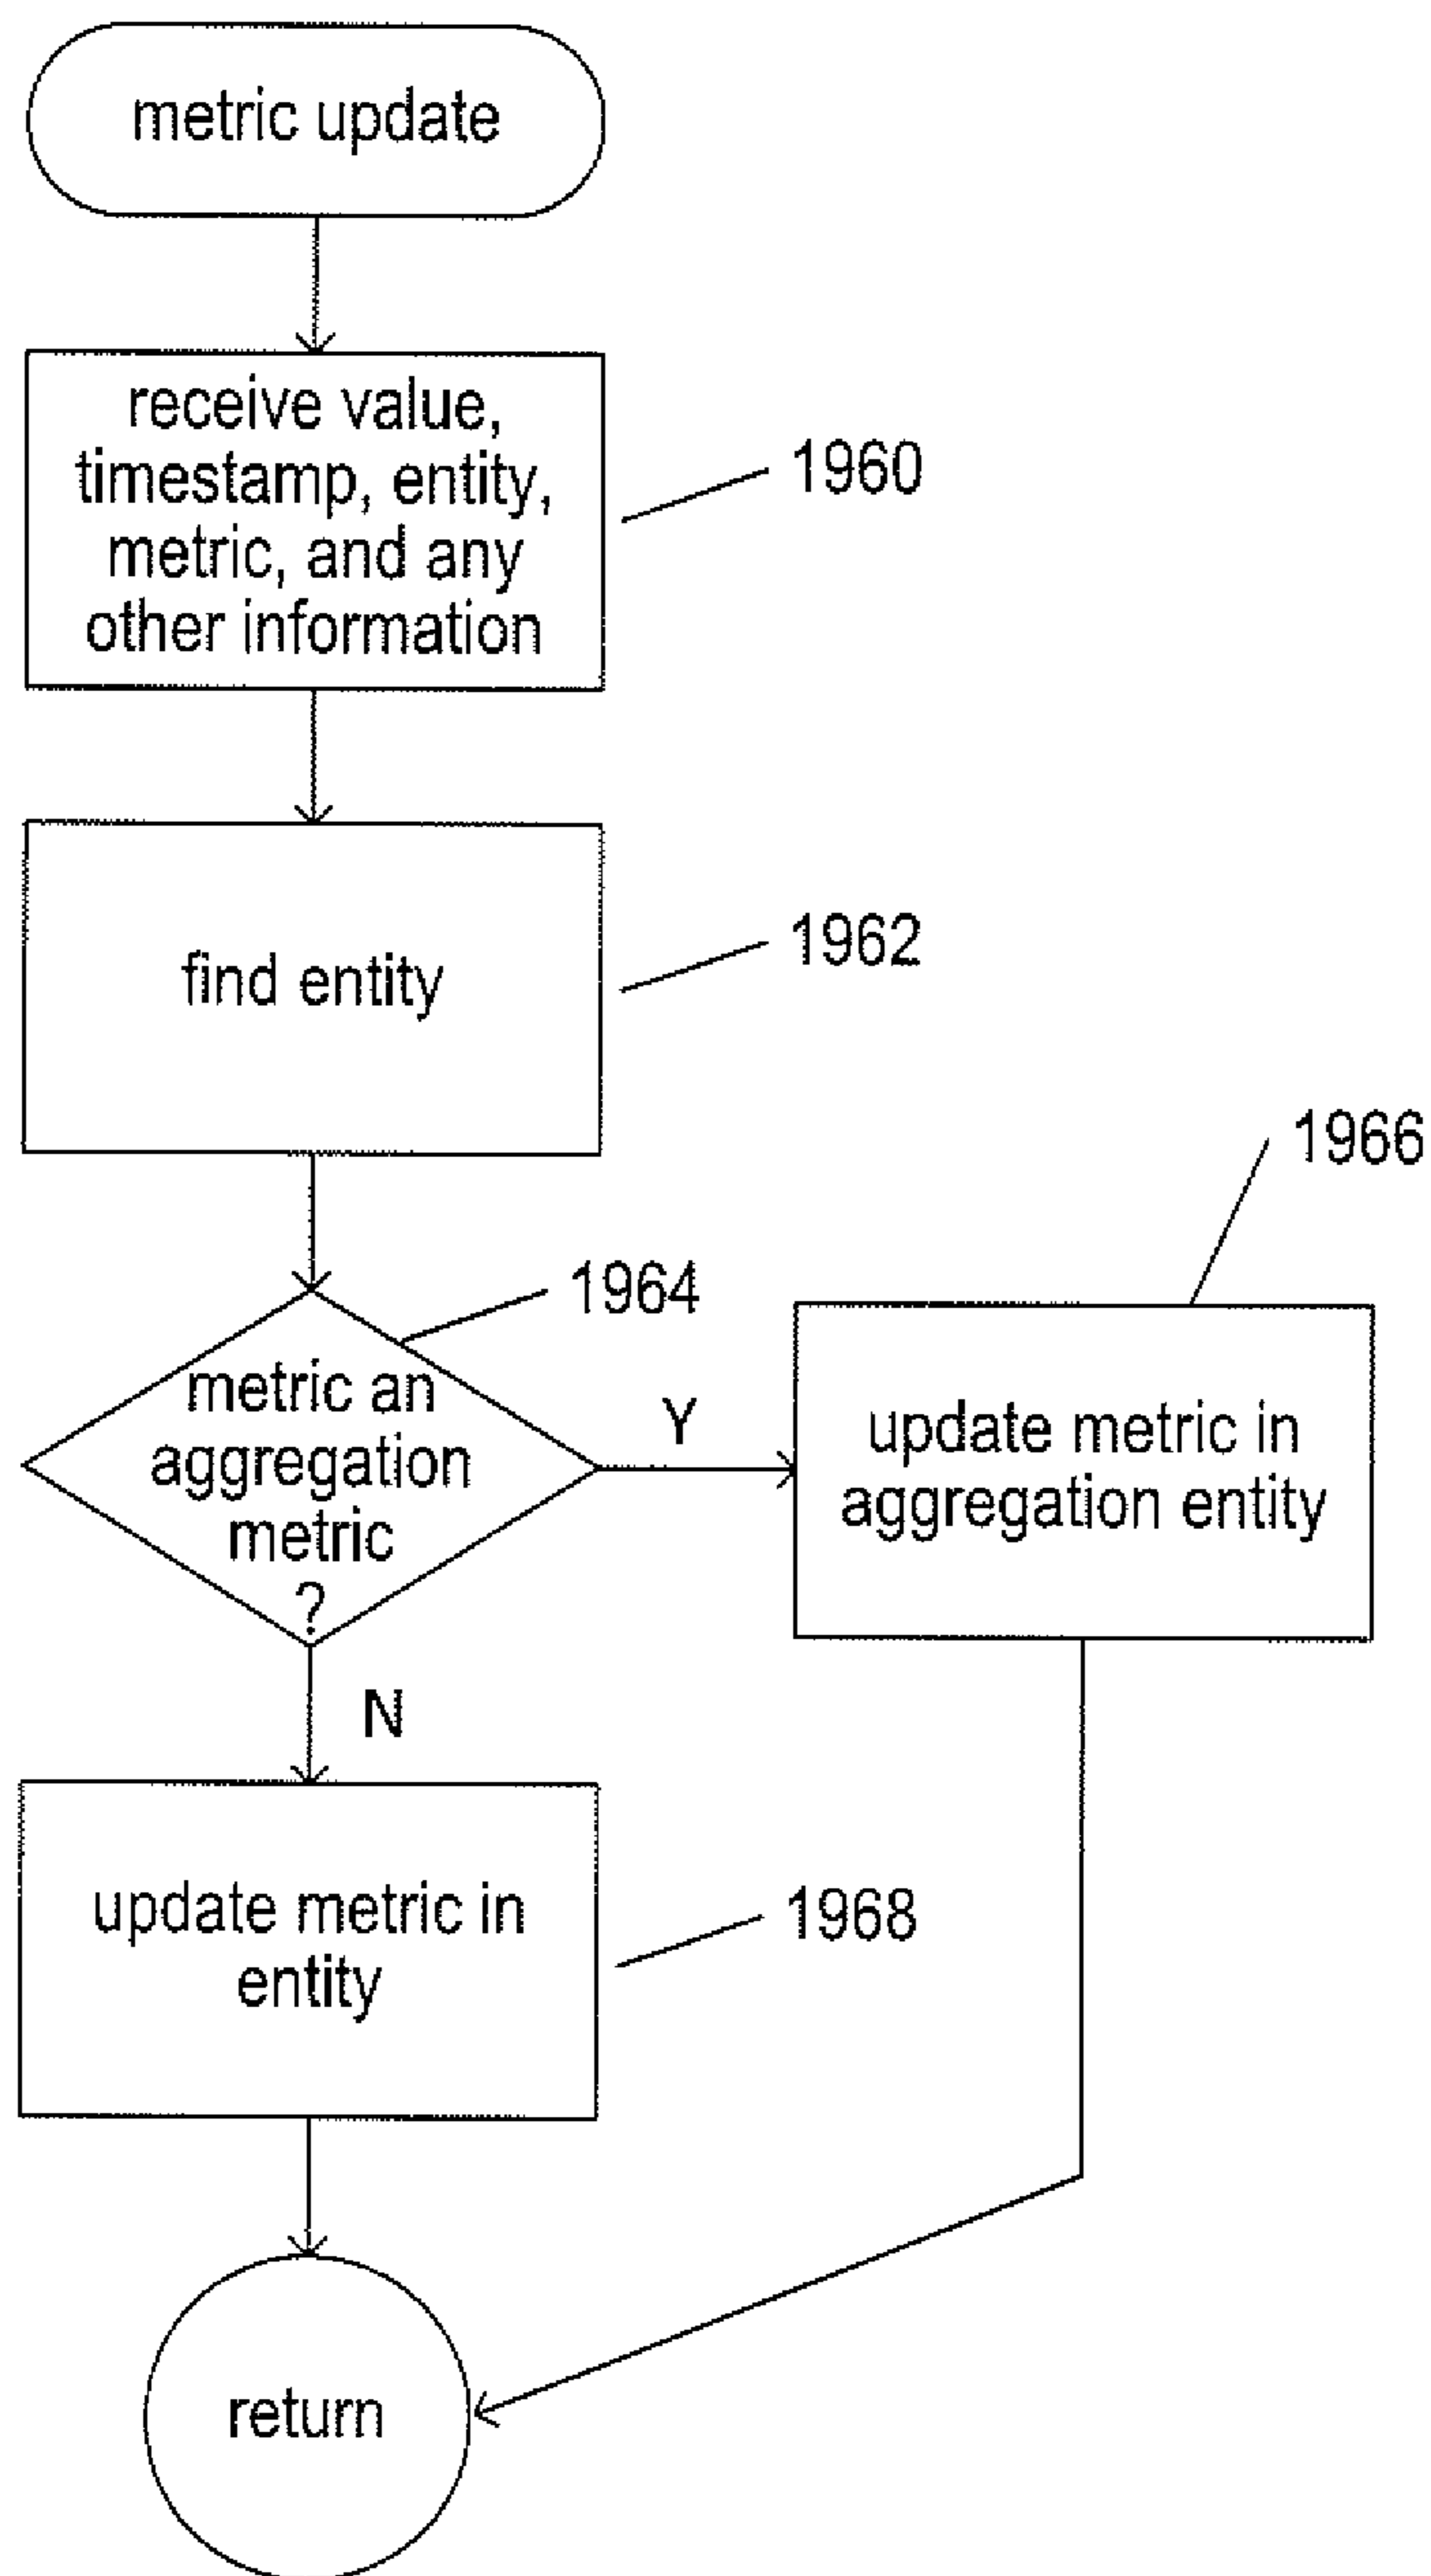 metric update
receive value,
timestamp, entity,
metric, and any
other information
1960
find entity
1962
1964
metric an
aggregation
metric
?
Y
1966
update metric in
aggregation entity
N
update metric in
entity
1968
return